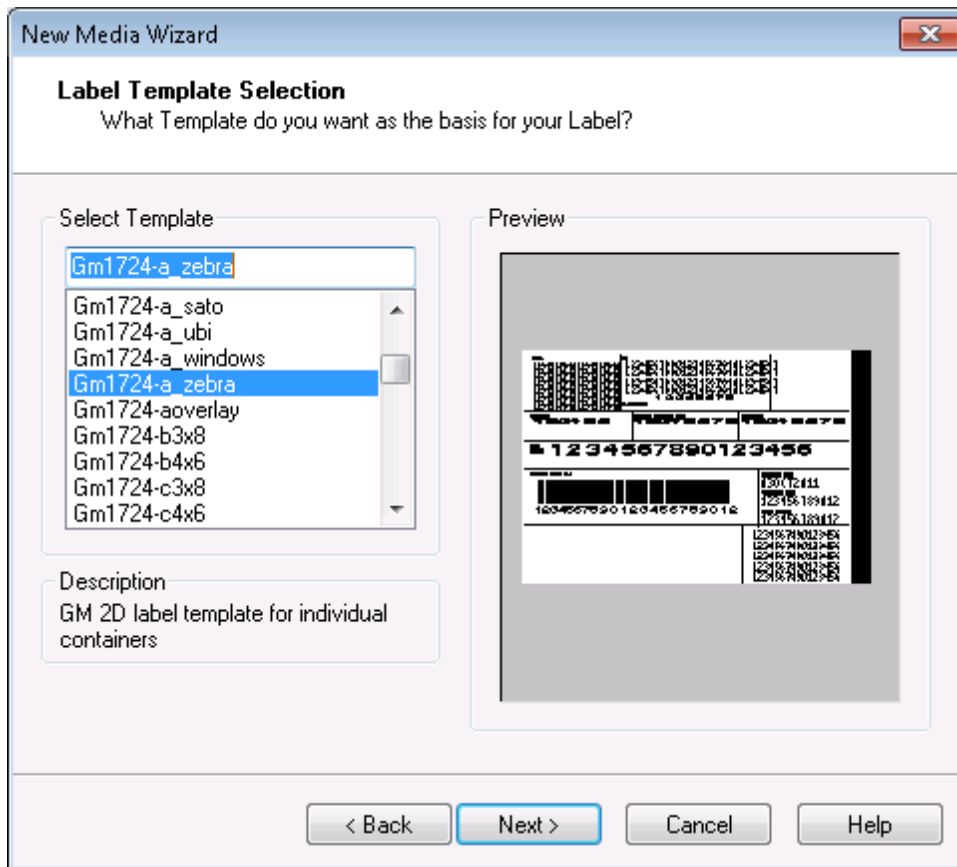 New Media Wizard
Label Template Selection
What Template do you want as the basis for your Label?
Select Template
Gm1724-a_zebra
Gm1724-a_sato
Gm1724-a_ubi
Gm1724-a_windows
Gm1724-a_zebra
Gm1724-aoverlay
Gm1724-b3x8
Gm1724-b4x6
Gm1724-c3x8
Gm1724-c4x6
Description
GM 2D label template for individual
containers
Preview
1234567890123456
< Back
Next >
Cancel
Help